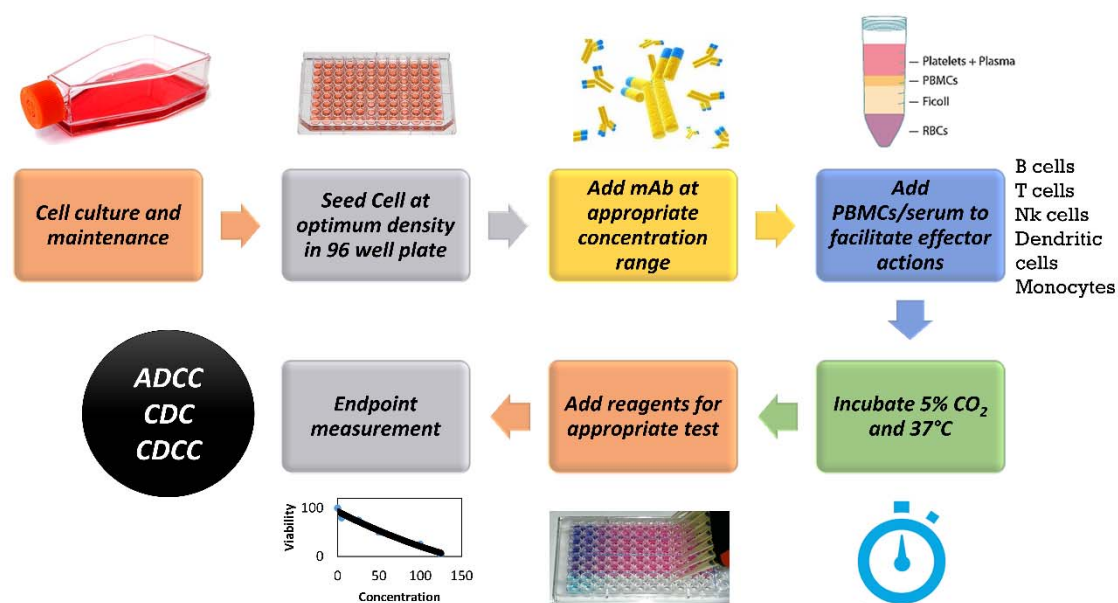 Platelets + Plasma
PBMCs
Ficoll
RBCs
Cell culture and
maintenance
Seed Cell at
optimum density
in 96 well plate
Add mAb at
appropriate
concentration
range
Add
PBMCs/serum to
facilitate effector
actions
B cells
T cells
Nk cells
Dendritic
cells
Monocytes
ADCC
CDC
CDCC
Endpoint
measurement
Add reagents for
appropriate test
Incubate 5% CO₂
and 37°C
Viability
100
0
0 50 100 150
Concentration